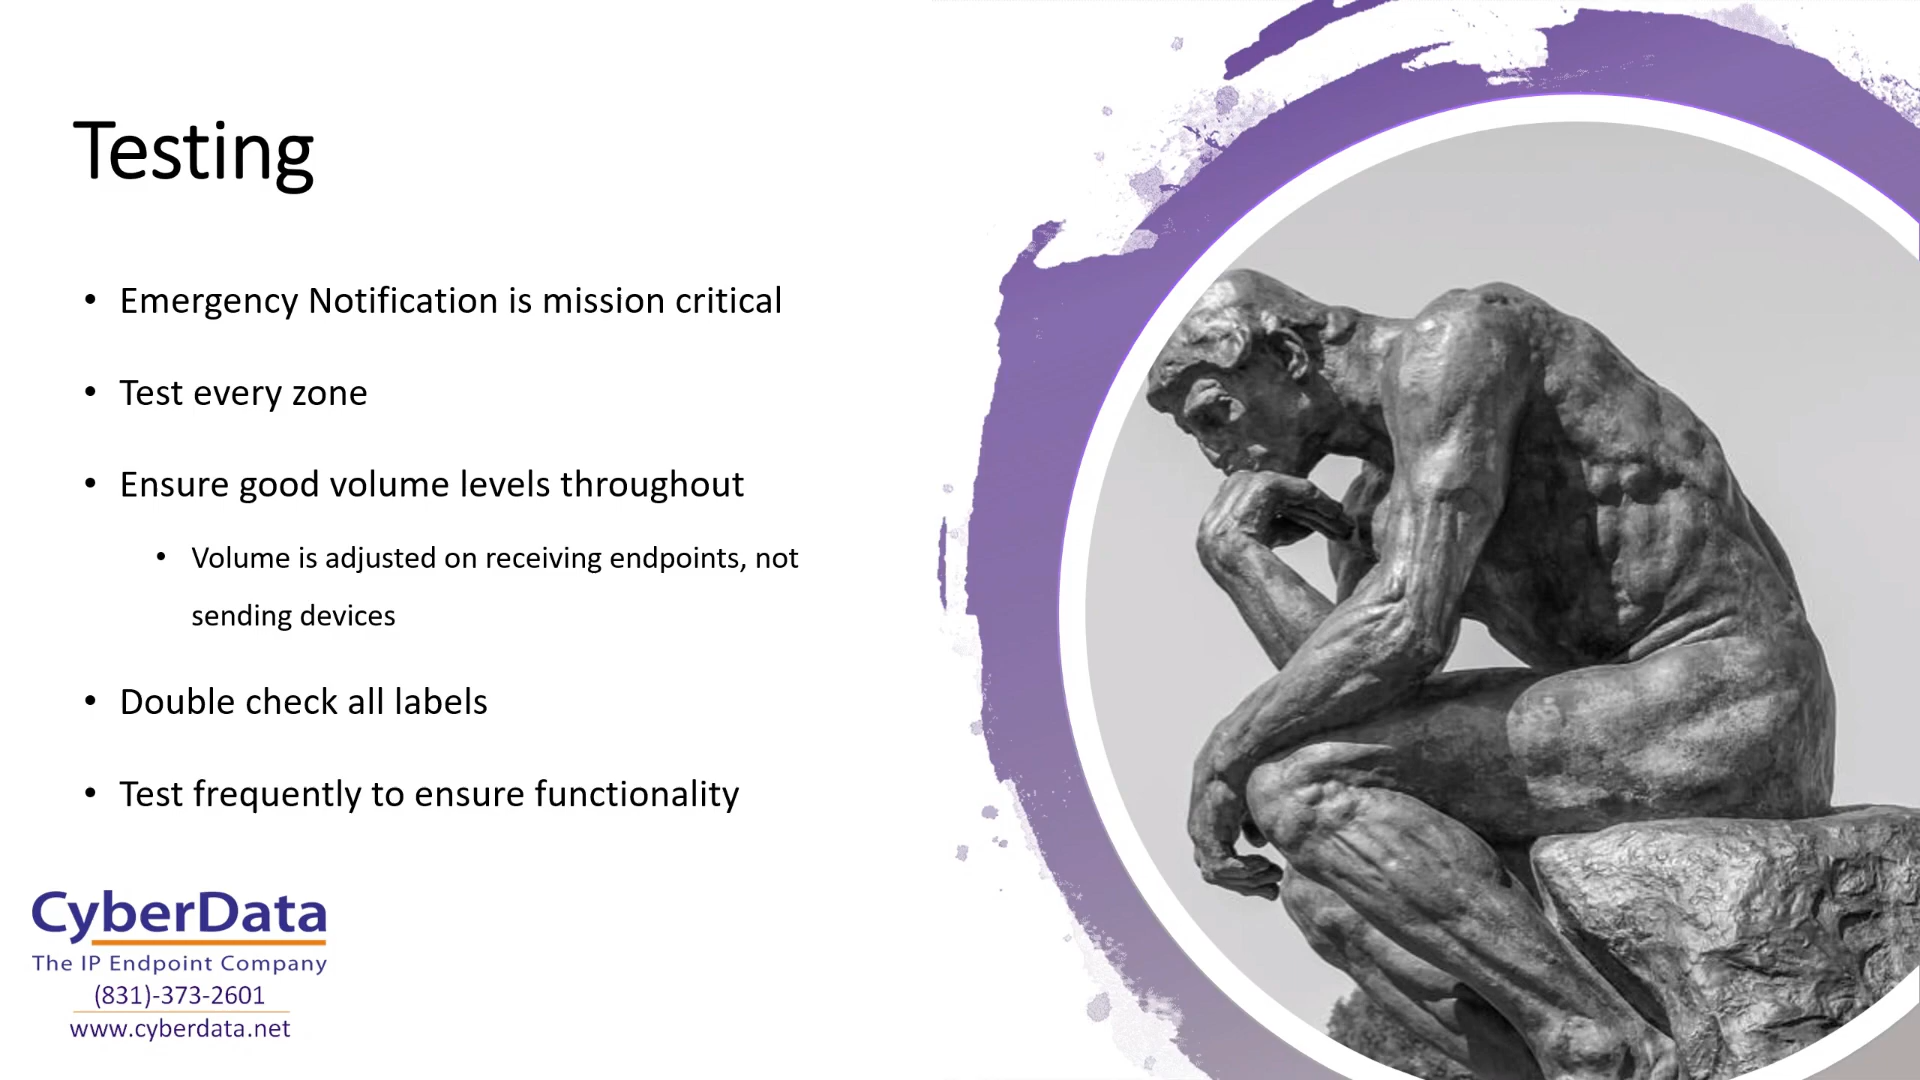 Testing
• Emergency Notification is mission critical
• Test every zone
• Ensure good volume levels throughout
• Volume is adjusted on receiving endpoints, not
sending devices
• Double check all labels
• Test frequently to ensure functionality
CyberData
The IP Endpoint Company
(831)-373-2601
www.cyberdata.net